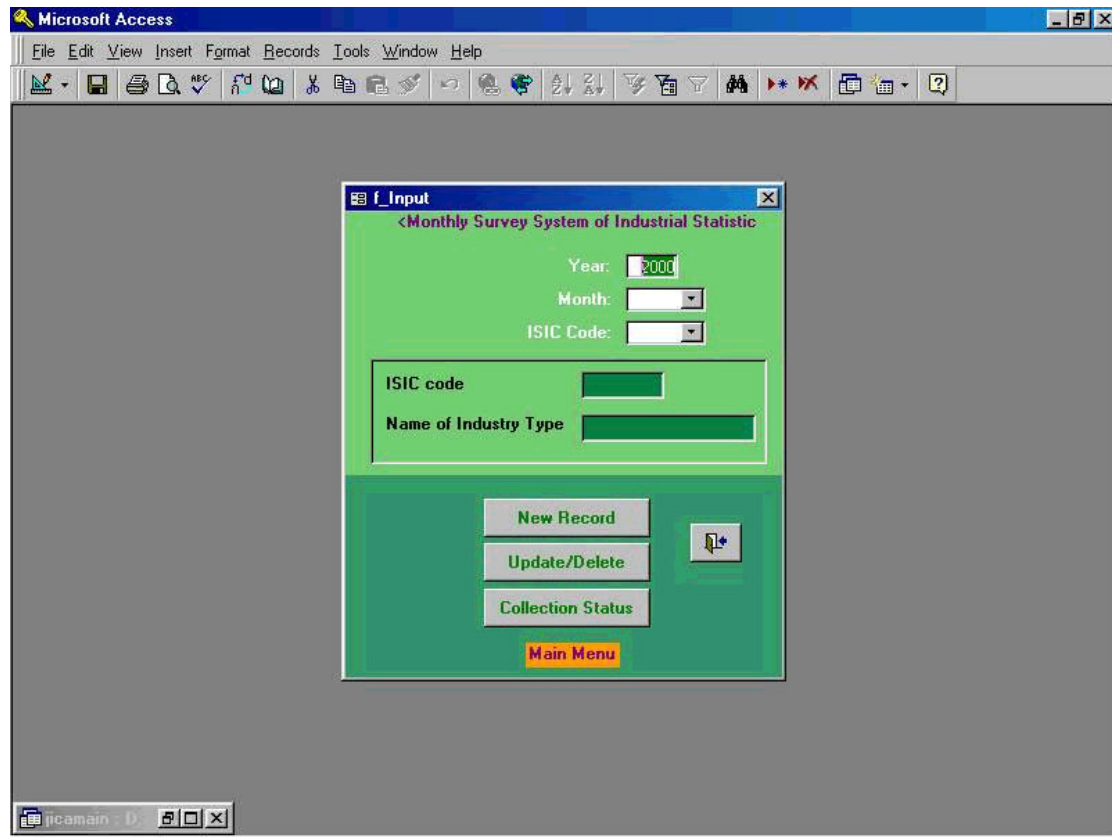 Microsoft Access
File Edit View Insert Format Records Tools Window Help
f_Input
<Monthly Survey System of Industrial Statistic
Year: 2000
Month:
ISIC Code:
ISIC code
Name of Industry Type
New Record
Update/Delete
Collection Status
Main Menu
jicamain : D